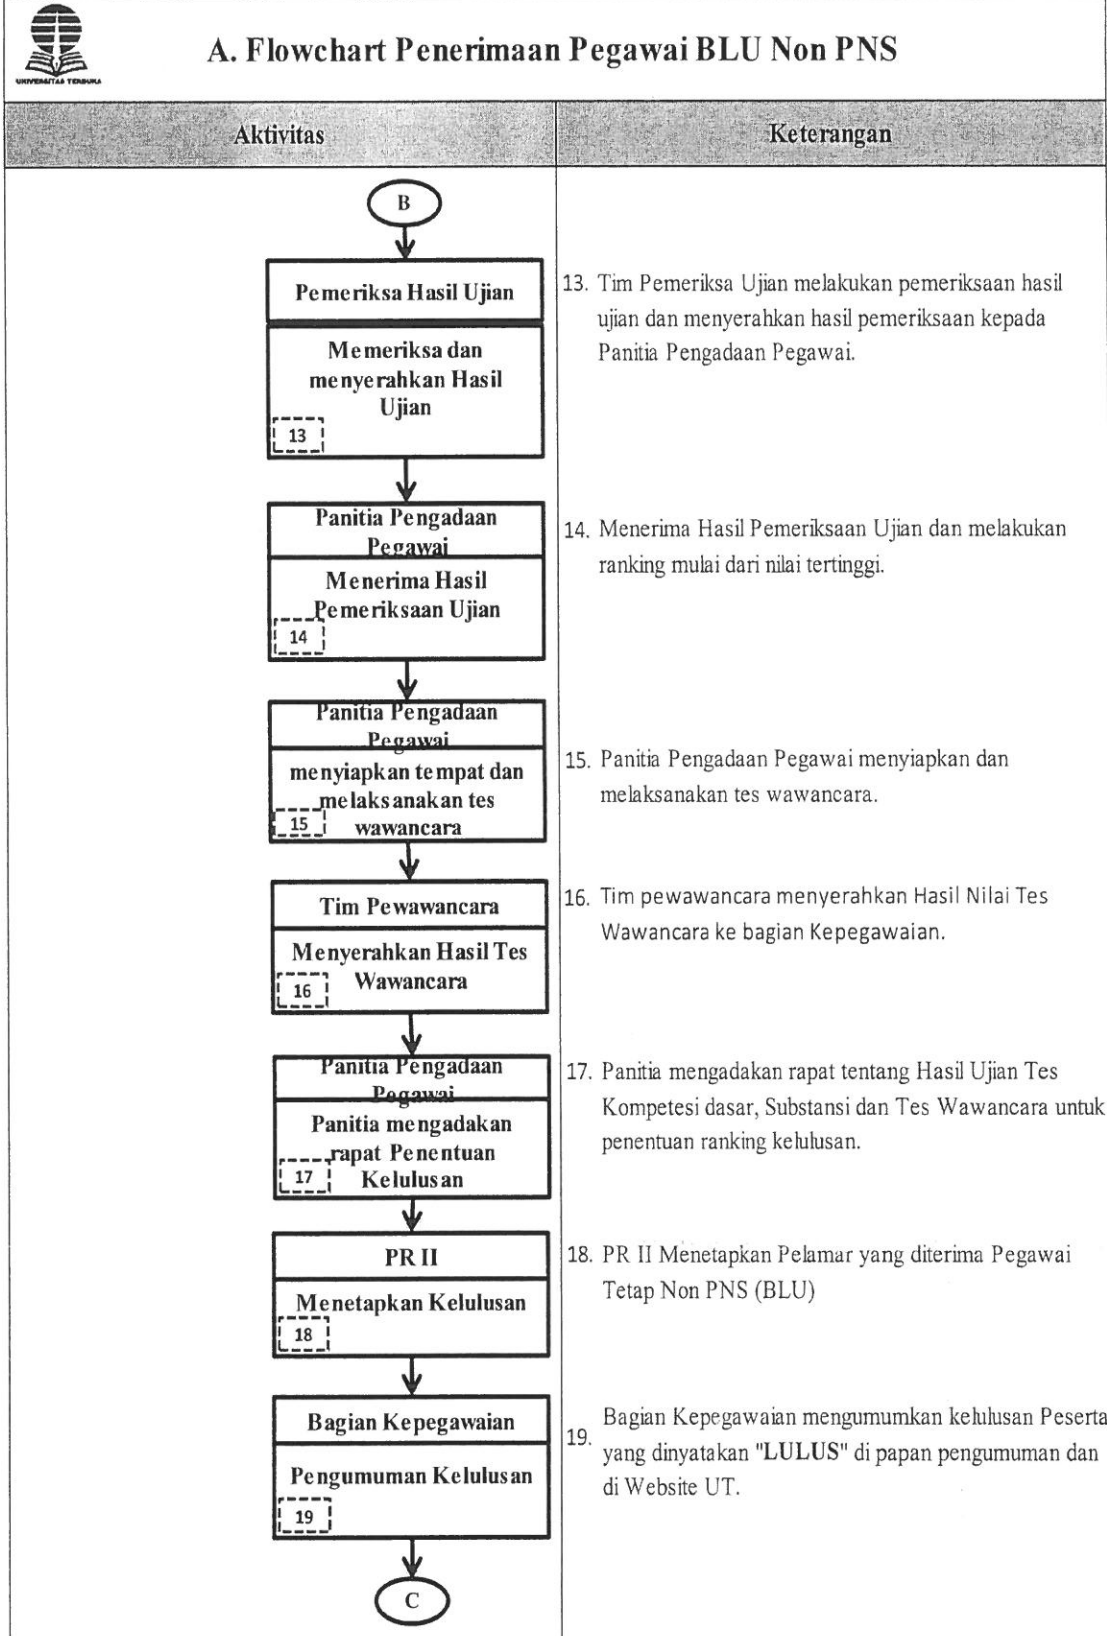 UNIVERSITAS TERBUKA
A. Flowchart Penerimaan Pegawai BLU Non PNS
Aktivitas
Keterangan
B
Pemeriksa Hasil Ujian
Memeriksa dan
menyerahkan Hasil
Ujian
13
13. Tim Pemeriksa Ujian melakukan pemeriksaan hasil
ujian dan menyerahkan hasil pemeriksaan kepada
Panitia Pengadaan Pegawai.
Panitia Pengadaan
Pegawai
Menerima Hasil
Pemeriksaan Ujian
14
14. Menerima Hasil Pemeriksaan Ujian dan melakukan
ranking mulai dari nilai tertinggi.
Panitia Pengadaan
Pegawai
menyiapkan tempat dan
melaksanakan tes
wawancara
15
15. Panitia Pengadaan Pegawai menyiapkan dan
melaksanakan tes wawancara.
Tim Pewawancara
Menyerahkan Hasil Tes
Wawancara
16
16. Tim pewawancara menyerahkan Hasil Nilai Tes
Wawancara ke bagian Kepegawaian.
Panitia Pengadaan
Pegawai
Panitia mengadakan
rapat Penentuan
Kelulusan
17
17. Panitia mengadakan rapat tentang Hasil Ujian Tes
Kompetesi dasar, Substansi dan Tes Wawancara untuk
penentuan ranking kelulusan.
PR II
Menetapkan Kelulusan
18
18. PR II Menetapkan Pelamar yang diterima Pegawai
Tetap Non PNS (BLU)
Bagian Kepegawaian
Pengumuman Kelulusan
19
19. Bagian Kepegawaian mengumumkan kelulusan Peserta
yang dinyatakan "LULUS" di papan pengumuman dan
di Website UT.
C